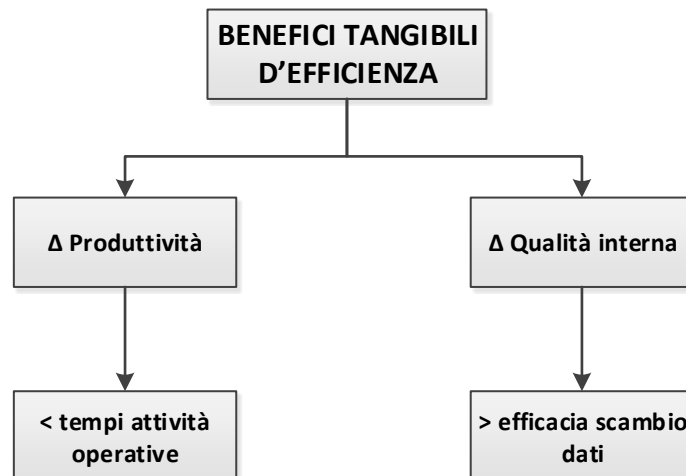 BENEFICI TANGIBILI
D’EFFICIENZA
Δ Produttività
Δ Qualità interna
< tempi attività
operative
> efficacia scambio
dati